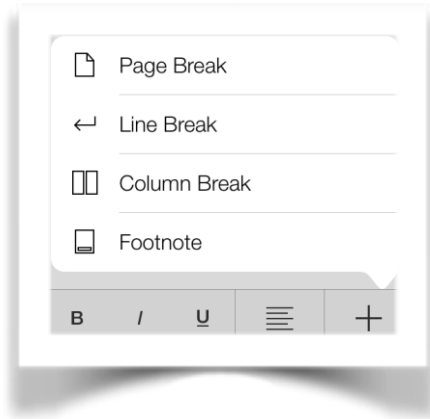 Page Break
Line Break
Column Break
Footnote
B I U